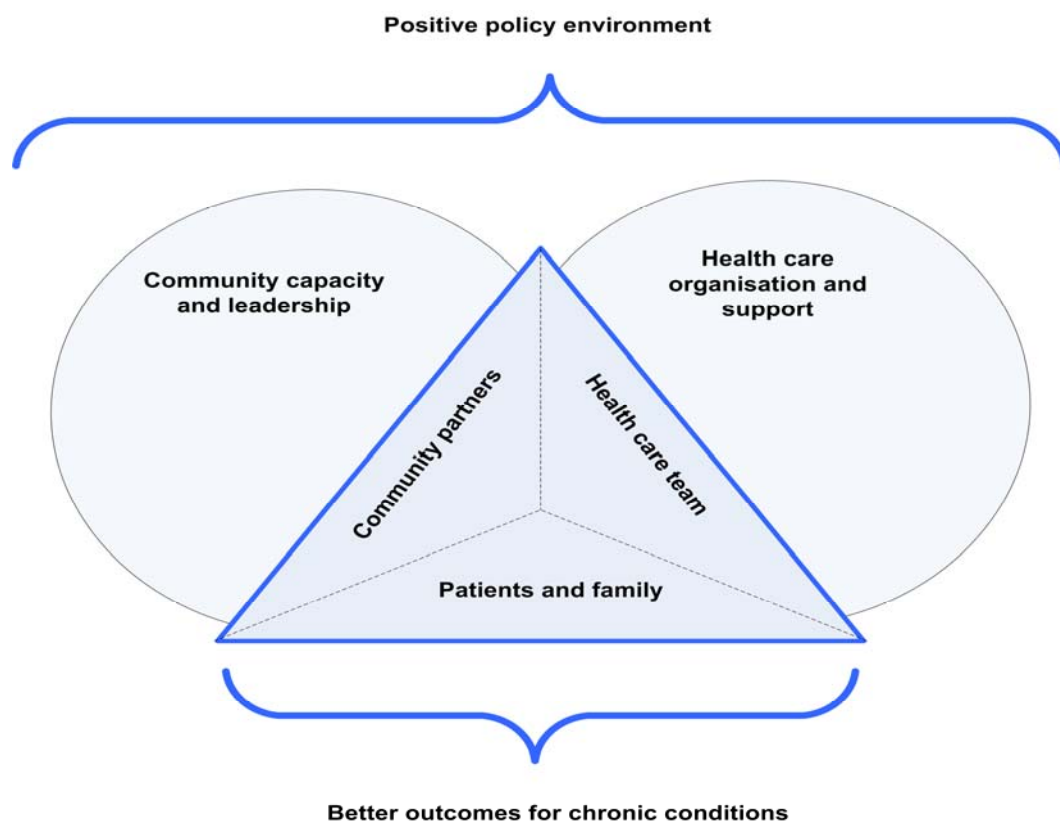 Positive policy environment
Community capacity
and leadership
Health care
organisation and
support
Community partners
Health care team
Patients and family
Better outcomes for chronic conditions